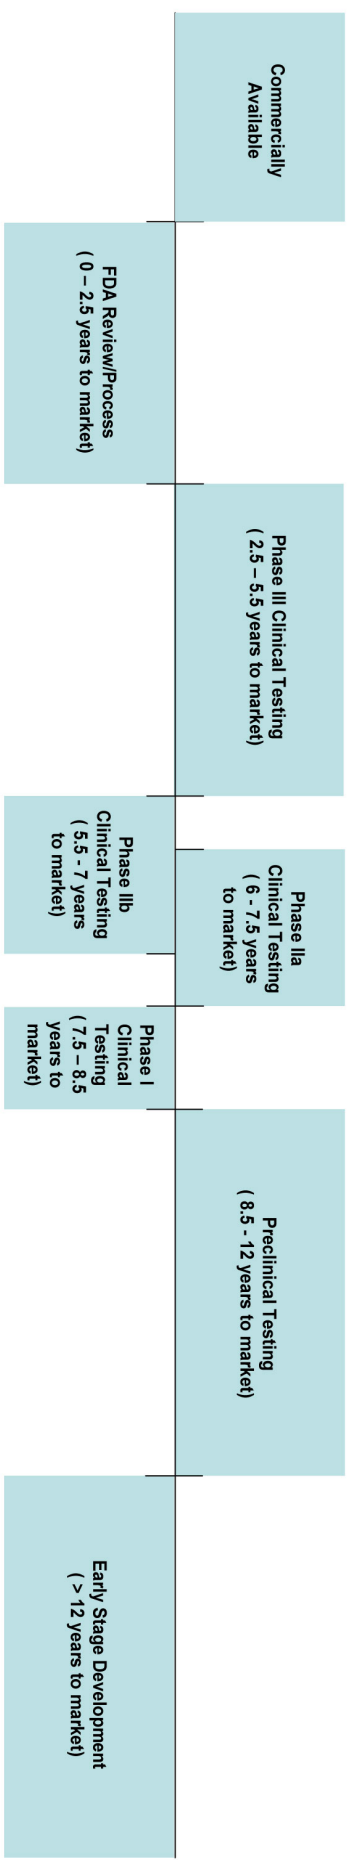 Commercially
Available
FDA Review/Process
( 0 – 2.5 years to market)
Phase III Clinical Testing
( 2.5 – 5.5 years to market)
Phase IIb
Clinical Testing
( 5.5 - 7 years
to market)
Phase IIa
Clinical Testing
( 6 - 7.5 years
to market)
Phase I
Clinical
Testing
( 7.5 – 8.5
years to
market)
Preclinical Testing
( 8.5 - 12 years to market)
Early Stage Development
( > 12 years to market)